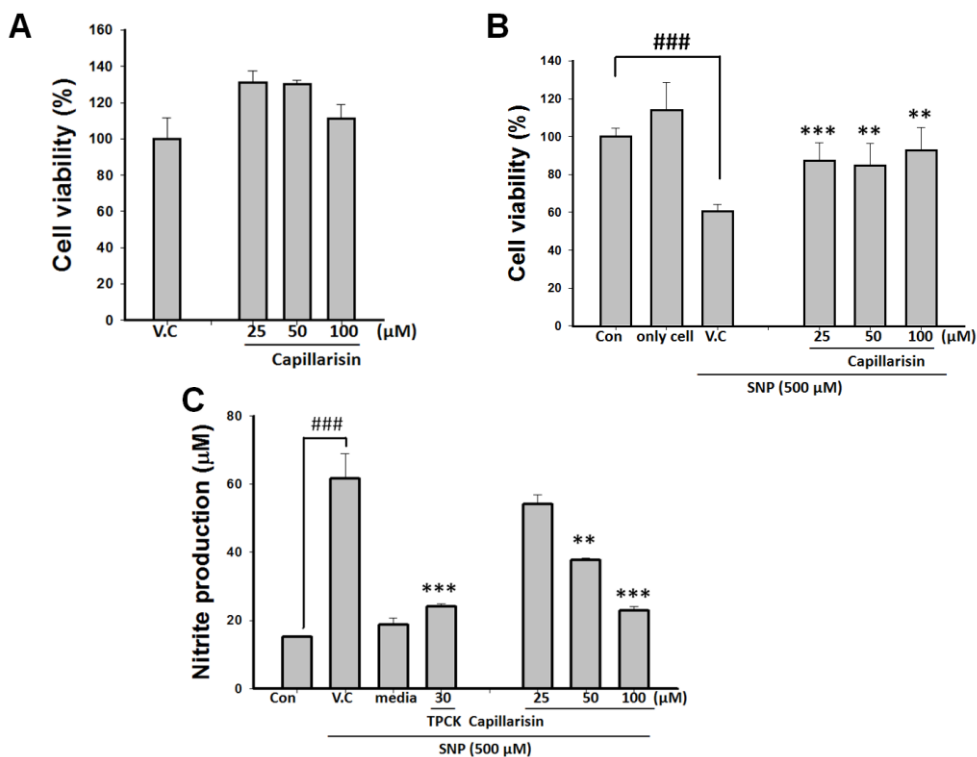 A
160
140
120
100
80
60
40
20
0
Cell viability (%)
V.C 25 50 100 (μM)
Capillarisin
B
###
140
120
100
80
60
40
20
0
Cell viability (%)
*** ** **
Con only cell V.C 25 50 100 (μM)
Capillarisin
SNP (500 μM)
C
80
60
40
20
0
Nitrite production (μM)
###
*** ** ***
Con V.C media 30 25 50 100 (μM)
TPCK Capillarisin
SNP (500 μM)